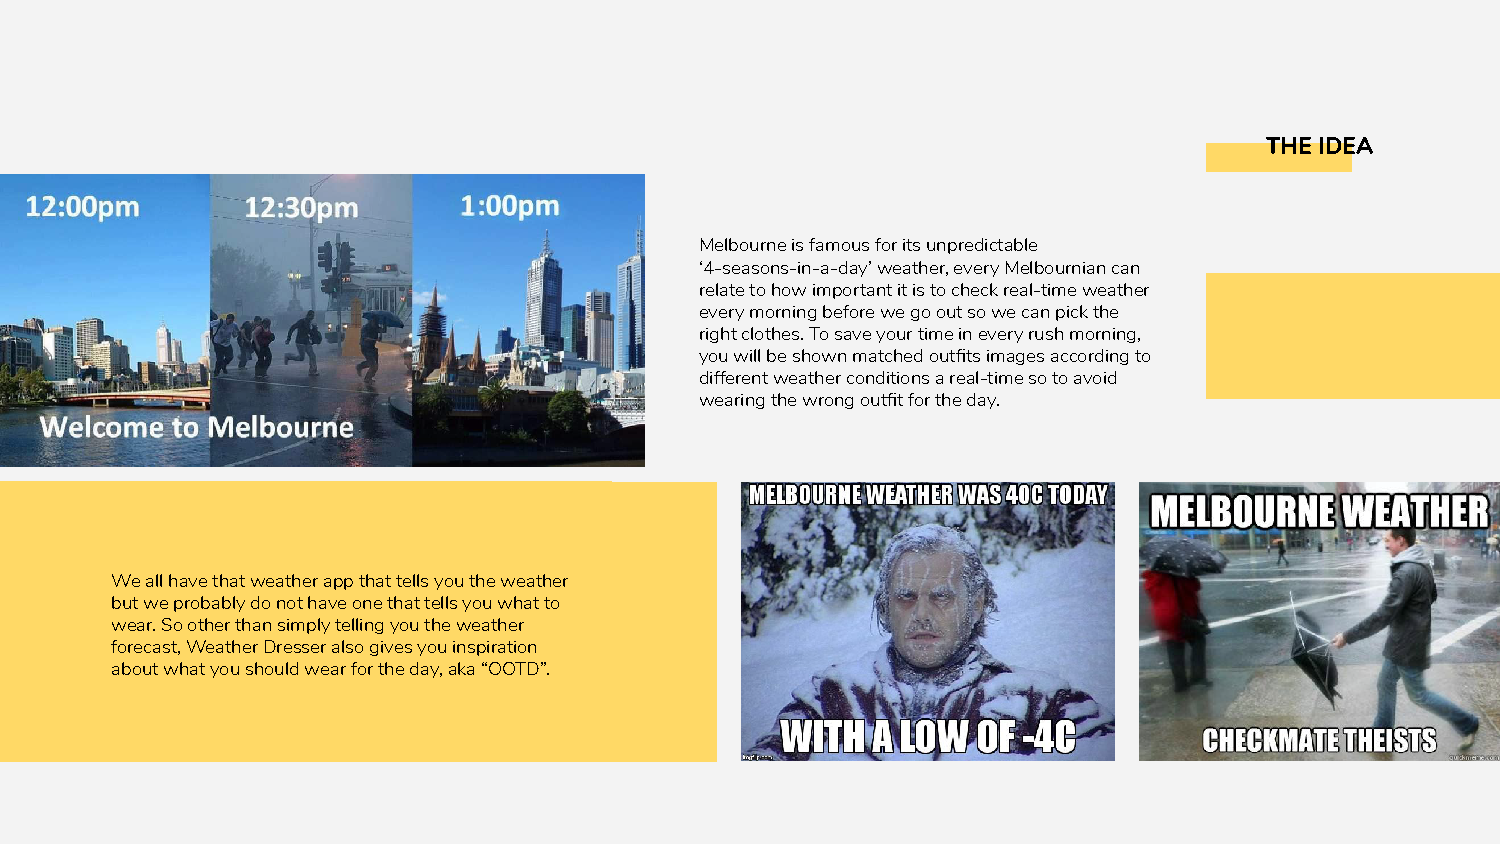 THE IDEA
12:00pm
12:30pm
1:00pm
Welcome to Melbourne
Melbourne is famous for its unpredictable
‘4-seasons-in-a-day’ weather, every Melbournian can
relate to how important it is to check real-time weather
every morning before we go out so we can pick the
right clothes. To save your time in every rush morning,
you will be shown matched outfits images according to
different weather conditions a real-time so to avoid
wearing the wrong outfit for the day.
We all have that weather app that tells you the weather
but we probably do not have one that tells you what to
wear. So other than simply telling you the weather
forecast, Weather Dresser also gives you inspiration
about what you should wear for the day, aka “OOTD”.
MELBOURNE WEATHER WAS 40C TODAY
WITH A LOW OF -4C
MELBOURNE WEATHER
CHECKMATE THEISTS